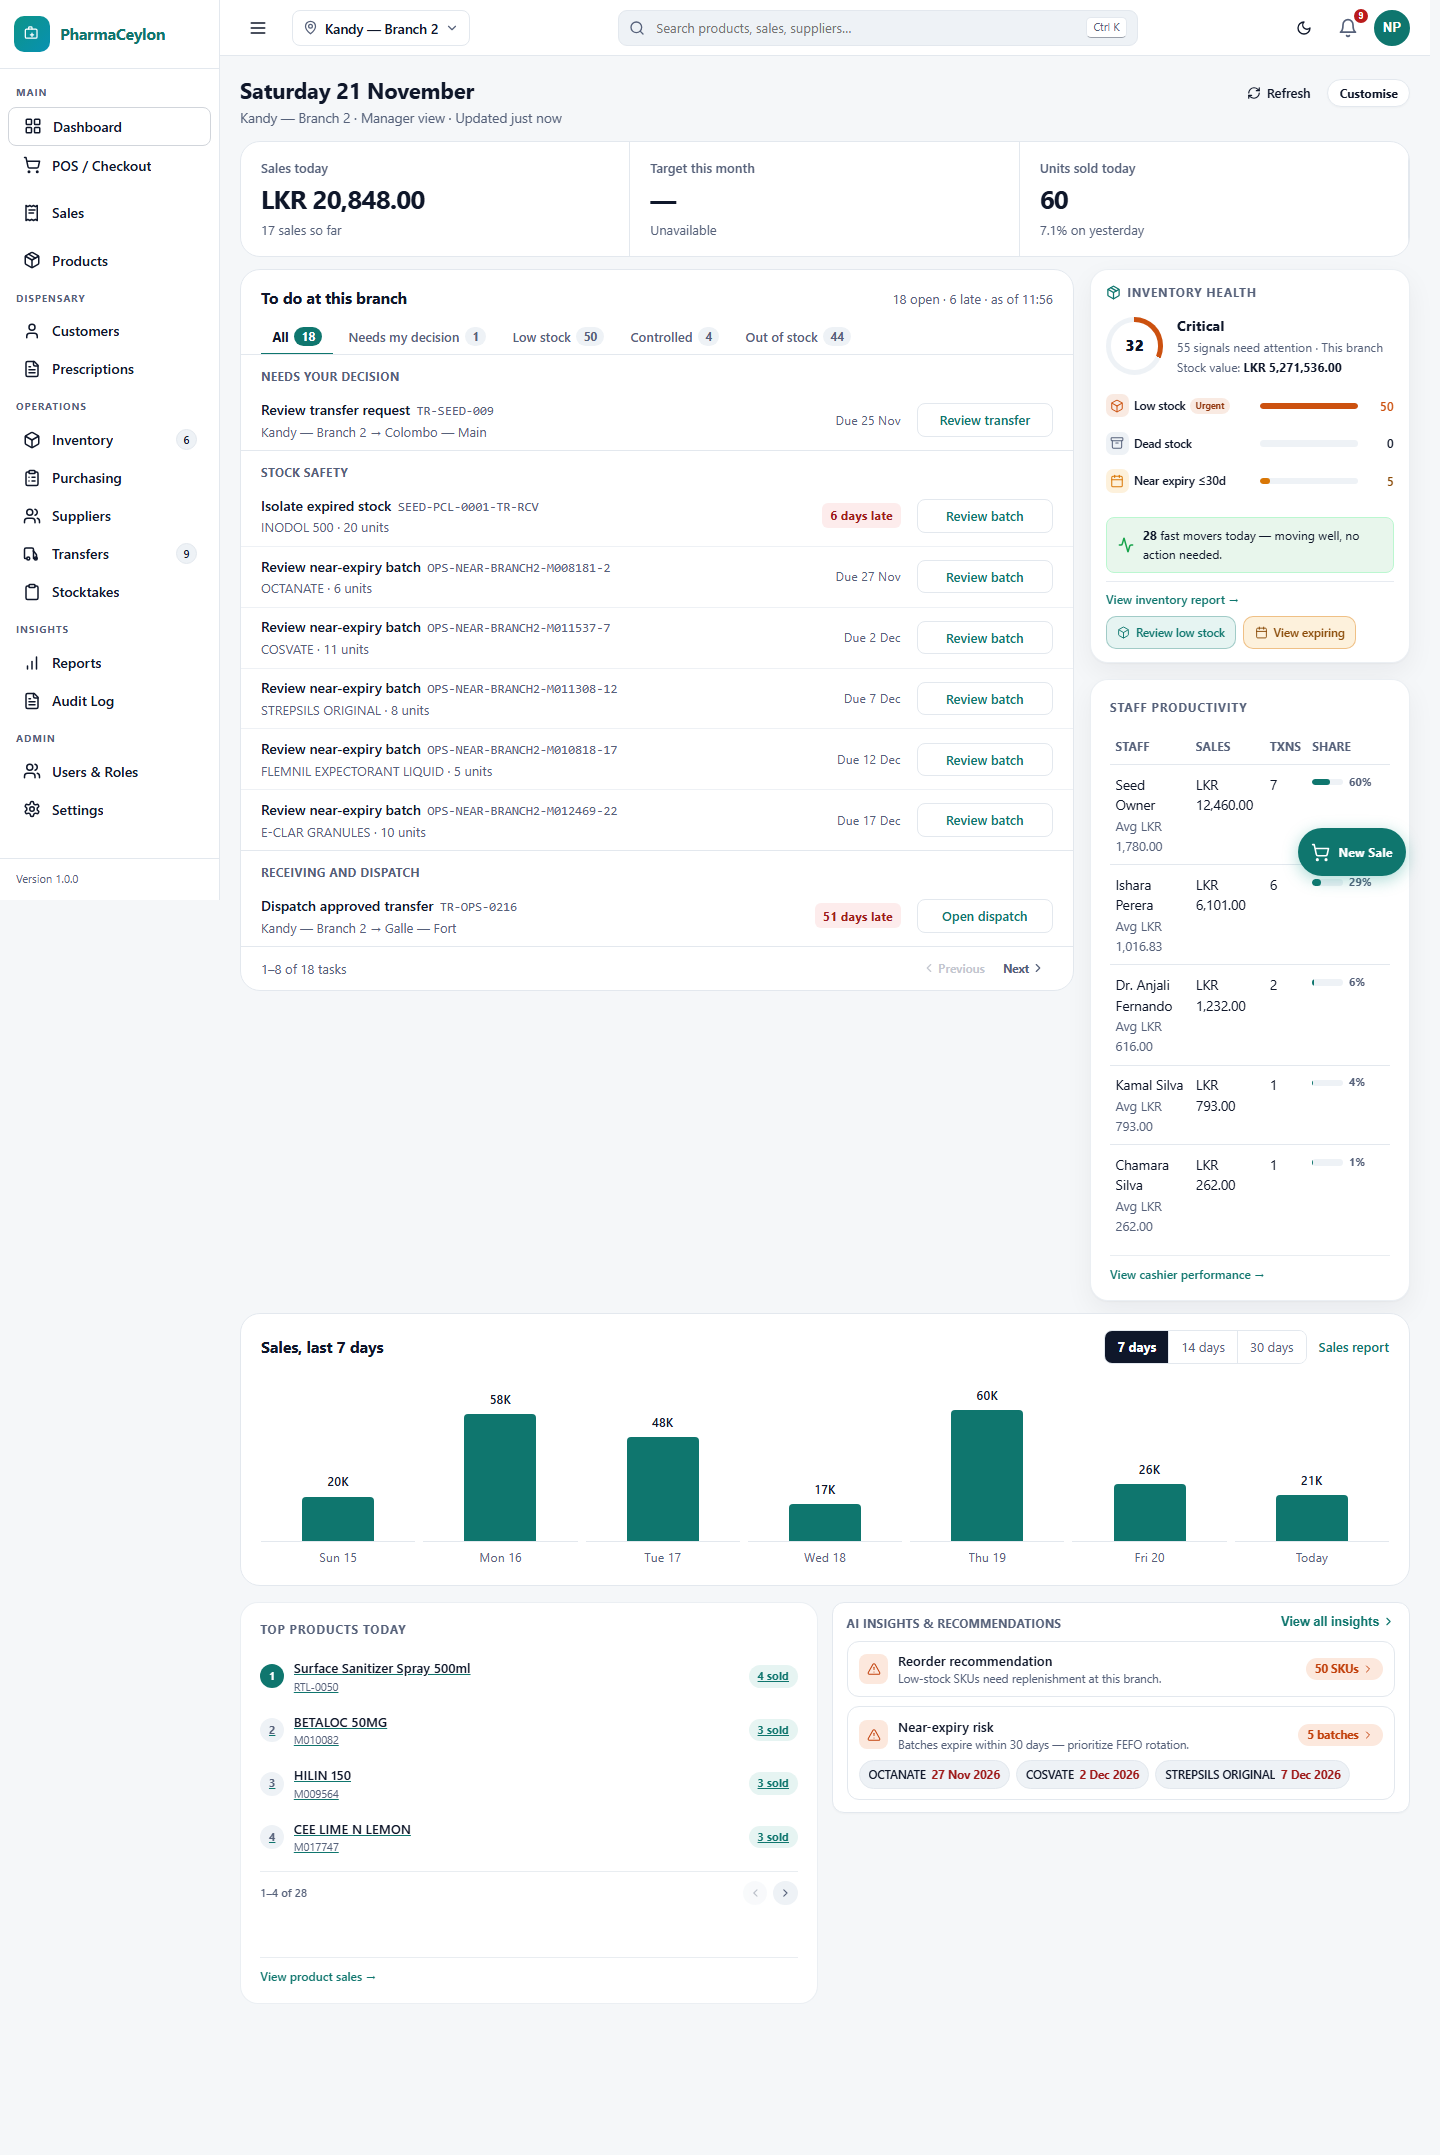 PharmaCeylon
MAIN
Dashboard
POS / Checkout
Sales
Products
DISPENSARY
Customers
Prescriptions
OPERATIONS
Inventory 6
Purchasing
Suppliers
Transfers 9
Stocktakes
INSIGHTS
Reports
Audit Log
ADMIN
Users & Roles
Settings
Version 1.0.0
Kandy — Branch 2
Search products, sales, suppliers...
Ctrl K
9
NP
Saturday 21 November
Kandy — Branch 2 · Manager view · Updated just now
Refresh
Customise
Sales today
LKR 20,848.00
17 sales so far
Target this month
—
Unavailable
Units sold today
60
7.1% on yesterday
To do at this branch
18 open · 6 late · as of 11:56
All 18
Needs my decision 1
Low stock 50
Controlled 4
Out of stock 44
NEEDS YOUR DECISION
Review transfer request TR-SEED-009
Kandy — Branch 2 → Colombo — Main
Due 25 Nov
Review transfer
STOCK SAFETY
Isolate expired stock SEED-PCL-0001-TR-RCV
INODOL 500 · 20 units
6 days late
Review batch
Review near-expiry batch OPS-NEAR-BRANCH2-M008181-2
OCTANATE · 6 units
Due 27 Nov
Review batch
Review near-expiry batch OPS-NEAR-BRANCH2-M011537-7
COSVATE · 11 units
Due 2 Dec
Review batch
Review near-expiry batch OPS-NEAR-BRANCH2-M011308-12
STREPSILS ORIGINAL · 8 units
Due 7 Dec
Review batch
Review near-expiry batch OPS-NEAR-BRANCH2-M010818-17
FLEMNIL EXPECTORANT LIQUID · 5 units
Due 12 Dec
Review batch
Review near-expiry batch OPS-NEAR-BRANCH2-M012469-22
E-CLAR GRANULES · 10 units
Due 17 Dec
Review batch
RECEIVING AND DISPATCH
Dispatch approved transfer TR-OPS-0216
Kandy — Branch 2 → Galle — Fort
51 days late
Open dispatch
1–8 of 18 tasks
Previous
Next
INVENTORY HEALTH
32
Critical
55 signals need attention · This branch
Stock value: LKR 5,271,536.00
Low stock Urgent 50
Dead stock 0
Near expiry ≤30d 5
28 fast movers today — moving well, no
action needed.
View inventory report →
Review low stock
View expiring
STAFF PRODUCTIVITY
STAFF SALES TXNS SHARE
Seed LKR 7 60%
Owner 12,460.00
Avg LKR
1,780.00
New Sale
Ishara LKR 6 29%
Perera 6,101.00
Avg LKR
1,016.83
Dr. Anjali LKR 2 6%
Fernando 1,232.00
Avg LKR
616.00
Kamal Silva LKR 1 4%
Avg LKR 793.00
793.00
Chamara LKR 1 1%
Silva 262.00
Avg LKR
262.00
View cashier performance →
Sales, last 7 days
7 days
14 days
30 days
Sales report
20K
58K
48K
17K
60K
26K
21K
Sun 15
Mon 16
Tue 17
Wed 18
Thu 19
Fri 20
Today
TOP PRODUCTS TODAY
1 Surface Sanitizer Spray 500ml
RTL-0050
4 sold
2 BETALOC 50MG
M010082
3 sold
3 HILIN 150
M009564
3 sold
4 CEE LIME N LEMON
M017747
3 sold
1–4 of 28
View product sales →
AI INSIGHTS & RECOMMENDATIONS
View all insights
Reorder recommendation
Low-stock SKUs need replenishment at this branch.
50 SKUs
Near-expiry risk
Batches expire within 30 days — prioritize FEFO rotation.
5 batches
OCTANATE 27 Nov 2026
COSVATE 2 Dec 2026
STREPSILS ORIGINAL 7 Dec 2026